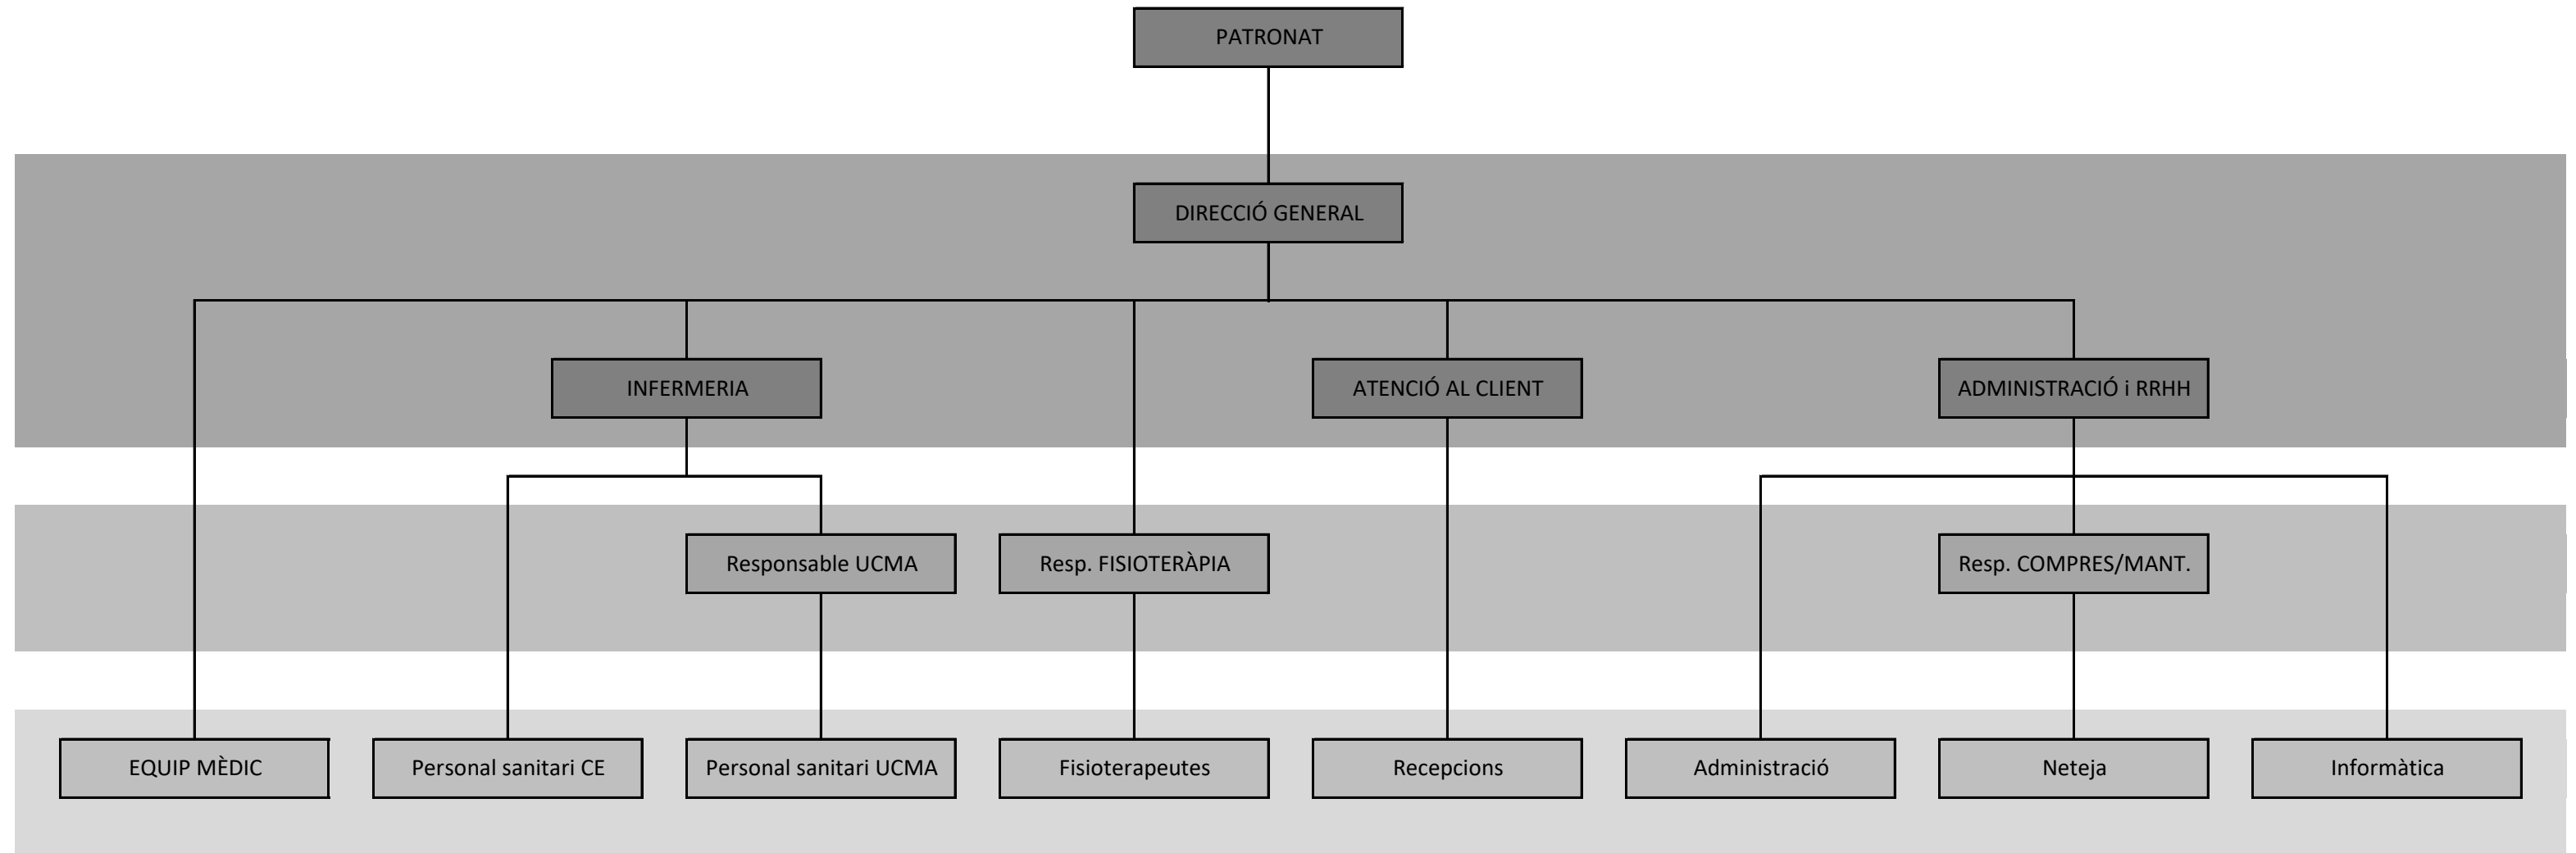 PATRONAT
DIRECCIÓ GENERAL
INFERMERIA
ATENCIÓ AL CLIENT
ADMINISTRACIÓ i RRHH
Responsable UCMA
Resp. FISIOTERÀPIA
Resp. COMPRES/MANT.
EQUIP MÈDIC
Personal sanitari CE
Personal sanitari UCMA
Fisioterapeutes
Recepcions
Administració
Neteja
Informàtica